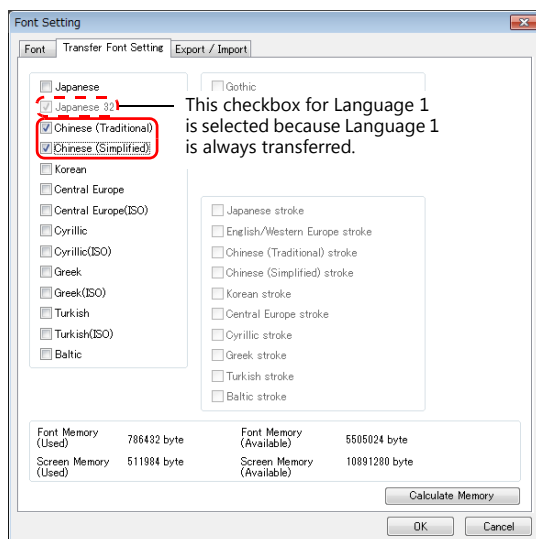 Font Setting
Font Transfer Font Setting Export / Import
Japanese
Gothic
Japanese 32
This checkbox for Language 1
is selected because Language 1
is always transferred.
Chinese (Traditional)
Chinese (Simplified)
Korean
Central Europe
Central Europe(ISO)
Cyrillic
Cyrillic(ISO)
Greek
Greek(ISO)
Turkish
Turkish(ISO)
Baltic
Japanese stroke
English/Western Europe stroke
Chinese (Traditional) stroke
Chinese (Simplified) stroke
Korean stroke
Central Europe stroke
Cyrillic stroke
Greek stroke
Turkish stroke
Baltic stroke
Font Memory
(Used)
786432 byte
Font Memory
(Available)
5505024 byte
Screen Memory
(Used)
511984 byte
Screen Memory
(Available)
10891280 byte
Calculate Memory
OK Cancel